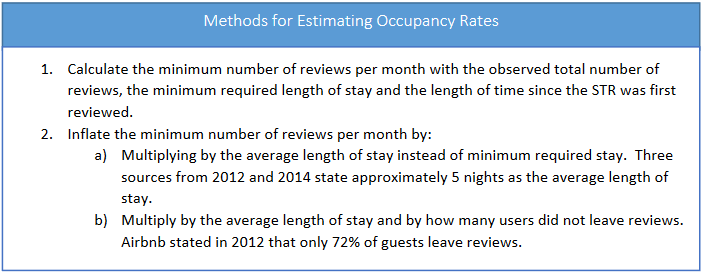 Methods for Estimating Occupancy Rates
1. Calculate the minimum number of reviews per month with the observed total number of
reviews, the minimum required length of stay and the length of time since the STR was first
reviewed.
2. Inflate the minimum number of reviews per month by:
a) Multiplying by the average length of stay instead of minimum required stay.  Three
sources from 2012 and 2014 state approximately 5 nights as the average length of
stay.
b) Multiply by the average length of stay and by how many users did not leave reviews.
Airbnb stated in 2012 that only 72% of guests leave reviews.